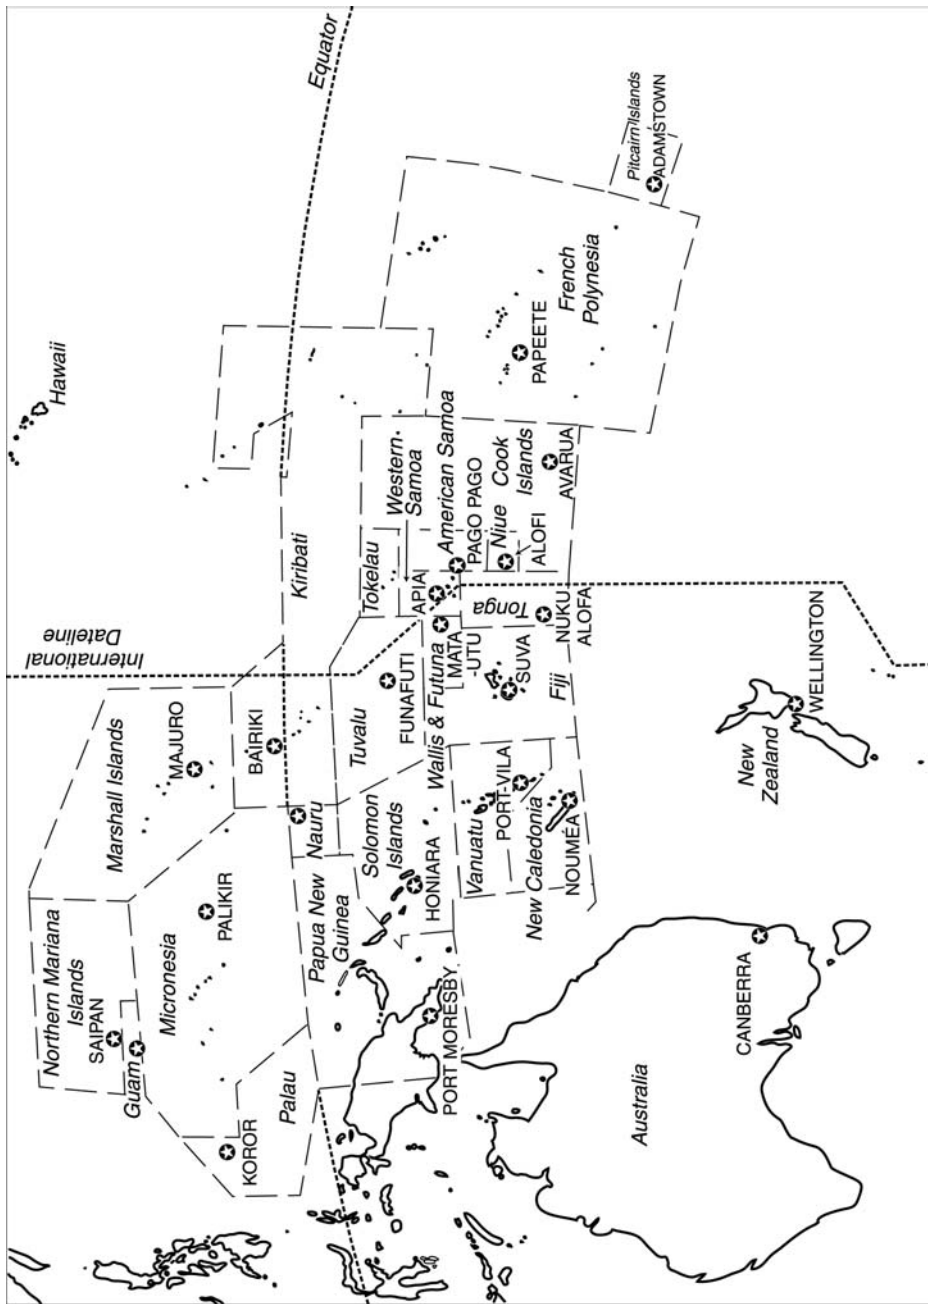 Hawaii
Equator
International
Dateline
Northern Mariana
Islands
SAIPAN
Guam
Marshall Islands
MAJURO
Micronesia
PALIKIR
KOROR
Palau
BAIRIKI
Kiribati
Nauru
Papua New
Guinea
PORT MORESBY
Solomon
Islands
HONIARA
Tuvalu
FUNAFUTI
Tokelau
Western
Samoa
APIA
American Samoa
PAGO PAGO
Wallis & Futuna
MATA
-UTU
Vanuatu
PORT-VILA
New Caledonia
NOUMÉA
SUVA
Fiji
Tonga
NUKU
ALOFA
Niue
ALOFI
Cook
Islands
AVARUA
PAPEETE
French
Polynesia
Pitcairn Islands
ADAMSTOWN
Australia
CANBERRA
New
Zealand
WELLINGTON